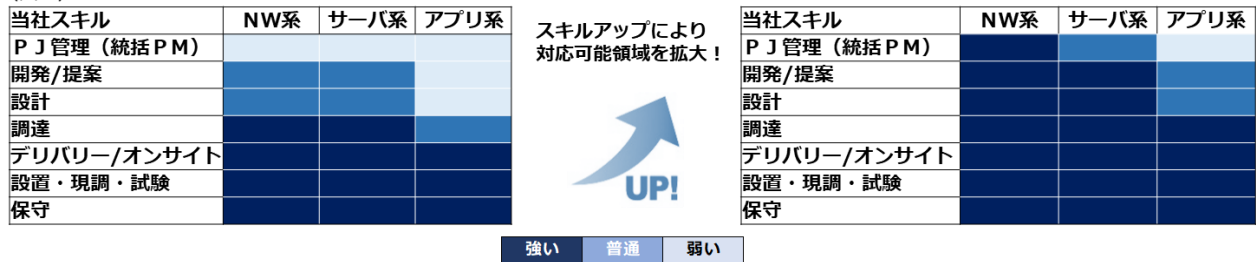 当社スキル NW系 サーバ系 アプリ系
PJ管理（統括PM）
開発/提案
設計
調達
デリバリー/オンサイト
設置・現調・試験
保守
スキルアップにより
対応可能領域を拡大！
UP!
当社スキル NW系 サーバ系 アプリ系
PJ管理（統括PM）
開発/提案
設計
調達
デリバリー/オンサイト
設置・現調・試験
保守
強い 普通 弱い